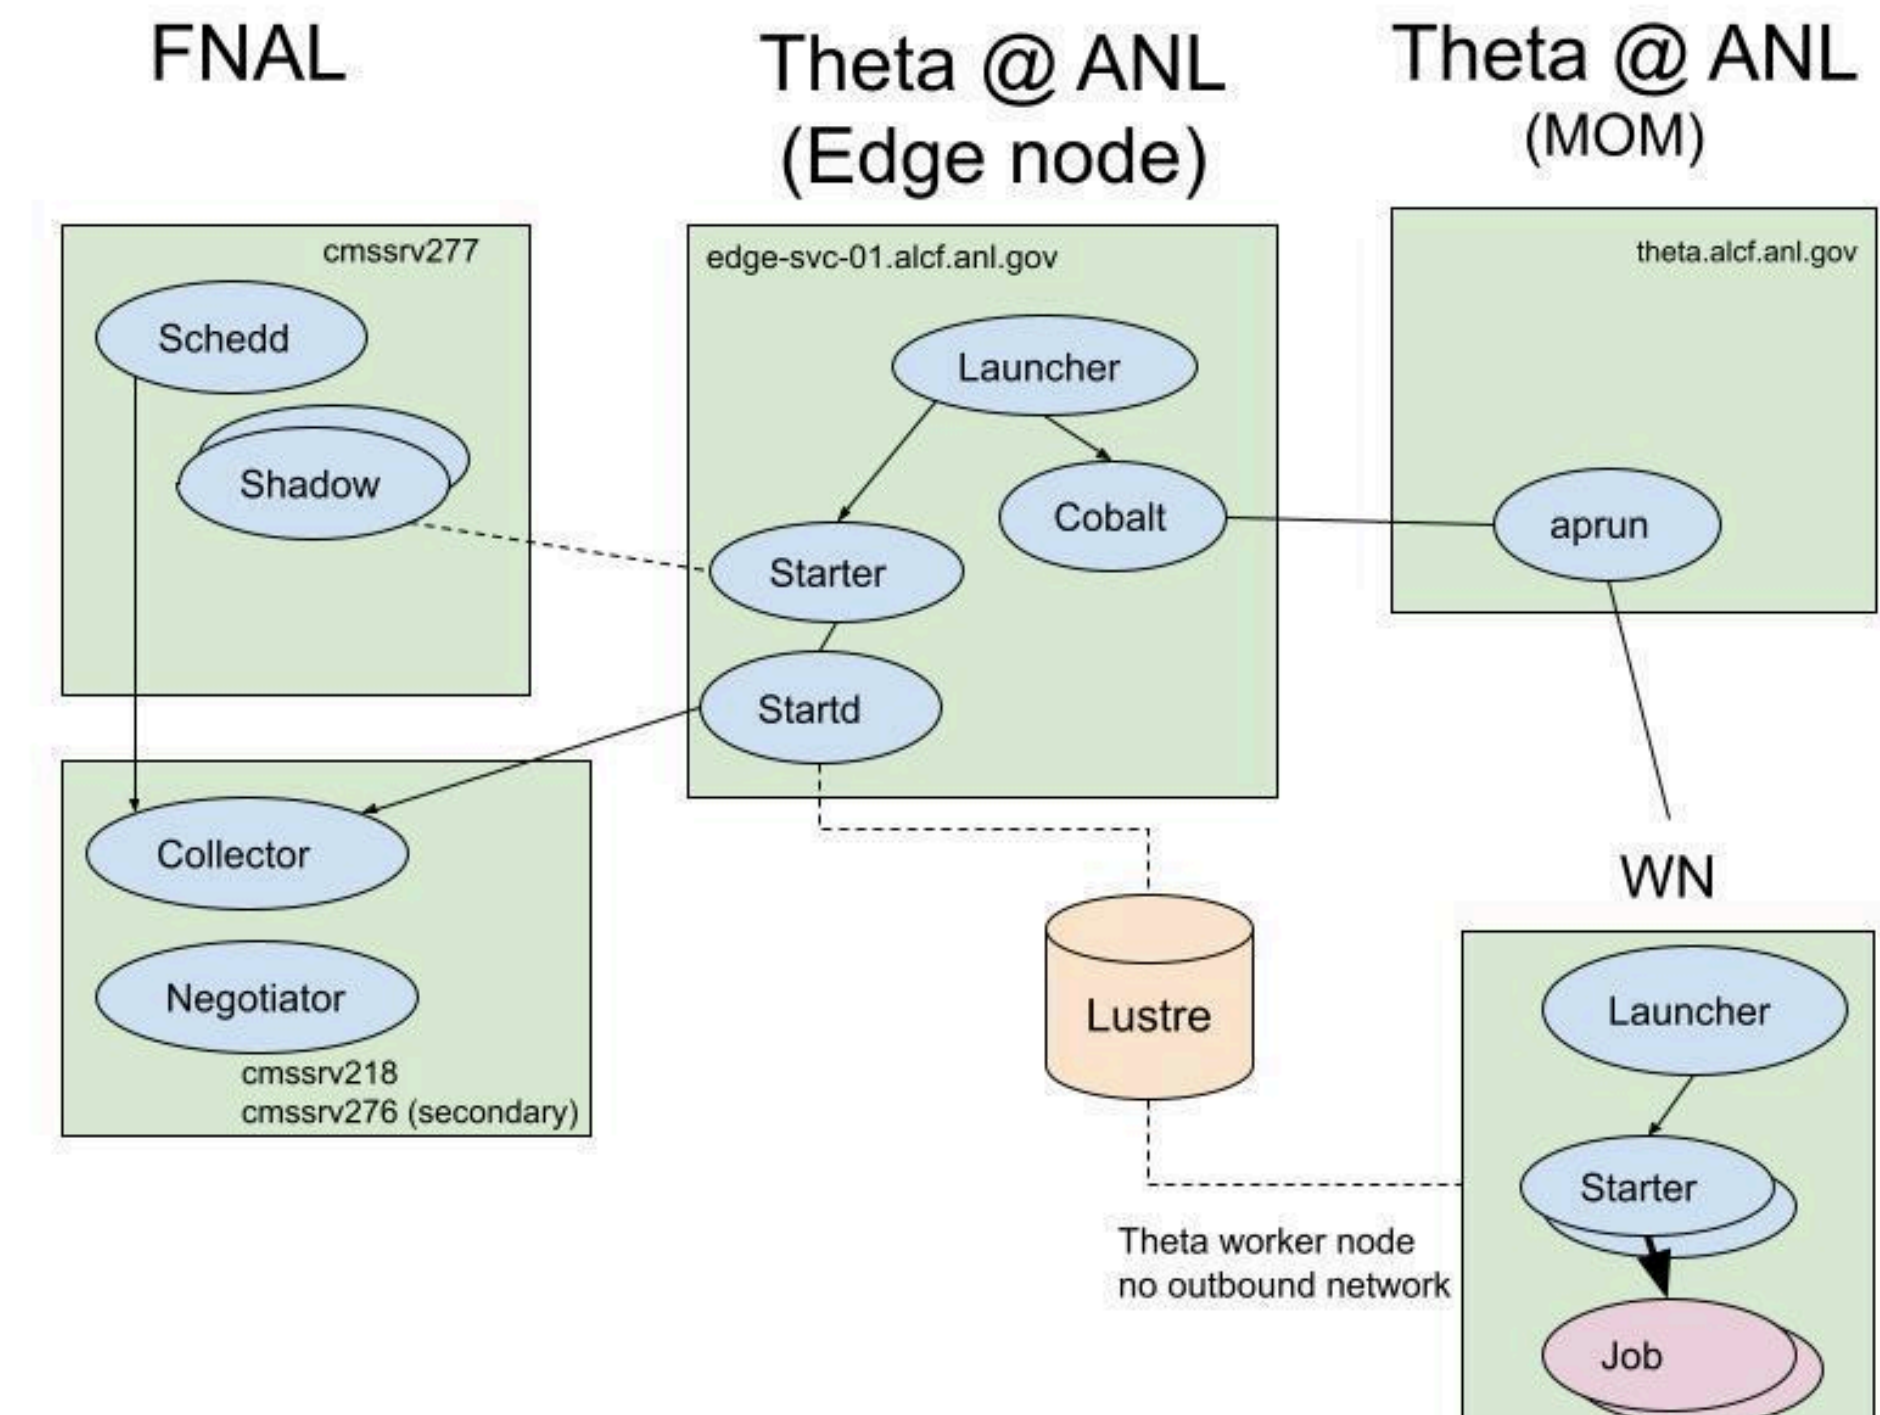 FNAL
Theta @ ANL
(Edge node)
Theta @ ANL
(MOM)
cmssrv277
Schedd
Shadow
edge-svc-01.alcf.anl.gov
Launcher
Cobalt
Starter
Startd
theta.alcf.anl.gov
aprun
Collector
Negotiator
cmssrv218
cmssrv276 (secondary)
Lustre
WN
Launcher
Starter
Job
Theta worker node
no outbound network